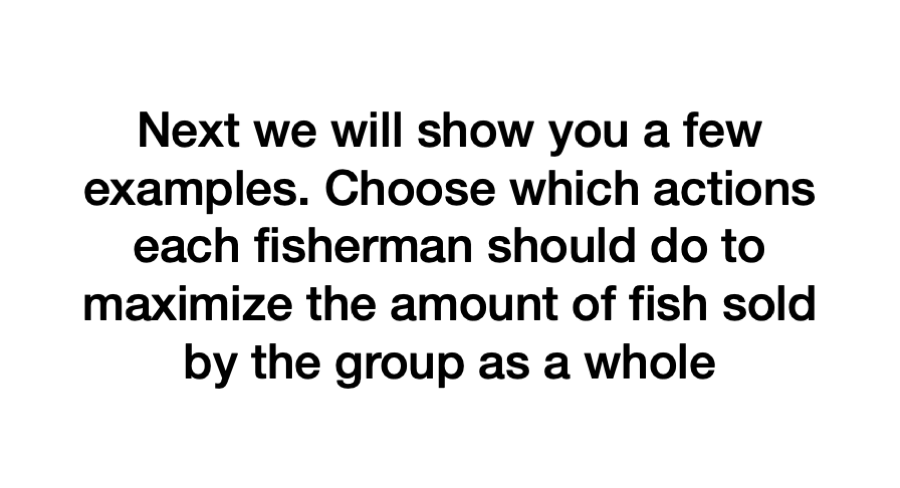 Next we will show you a few
examples. Choose which actions
each fisherman should do to
maximize the amount of fish sold
by the group as a whole